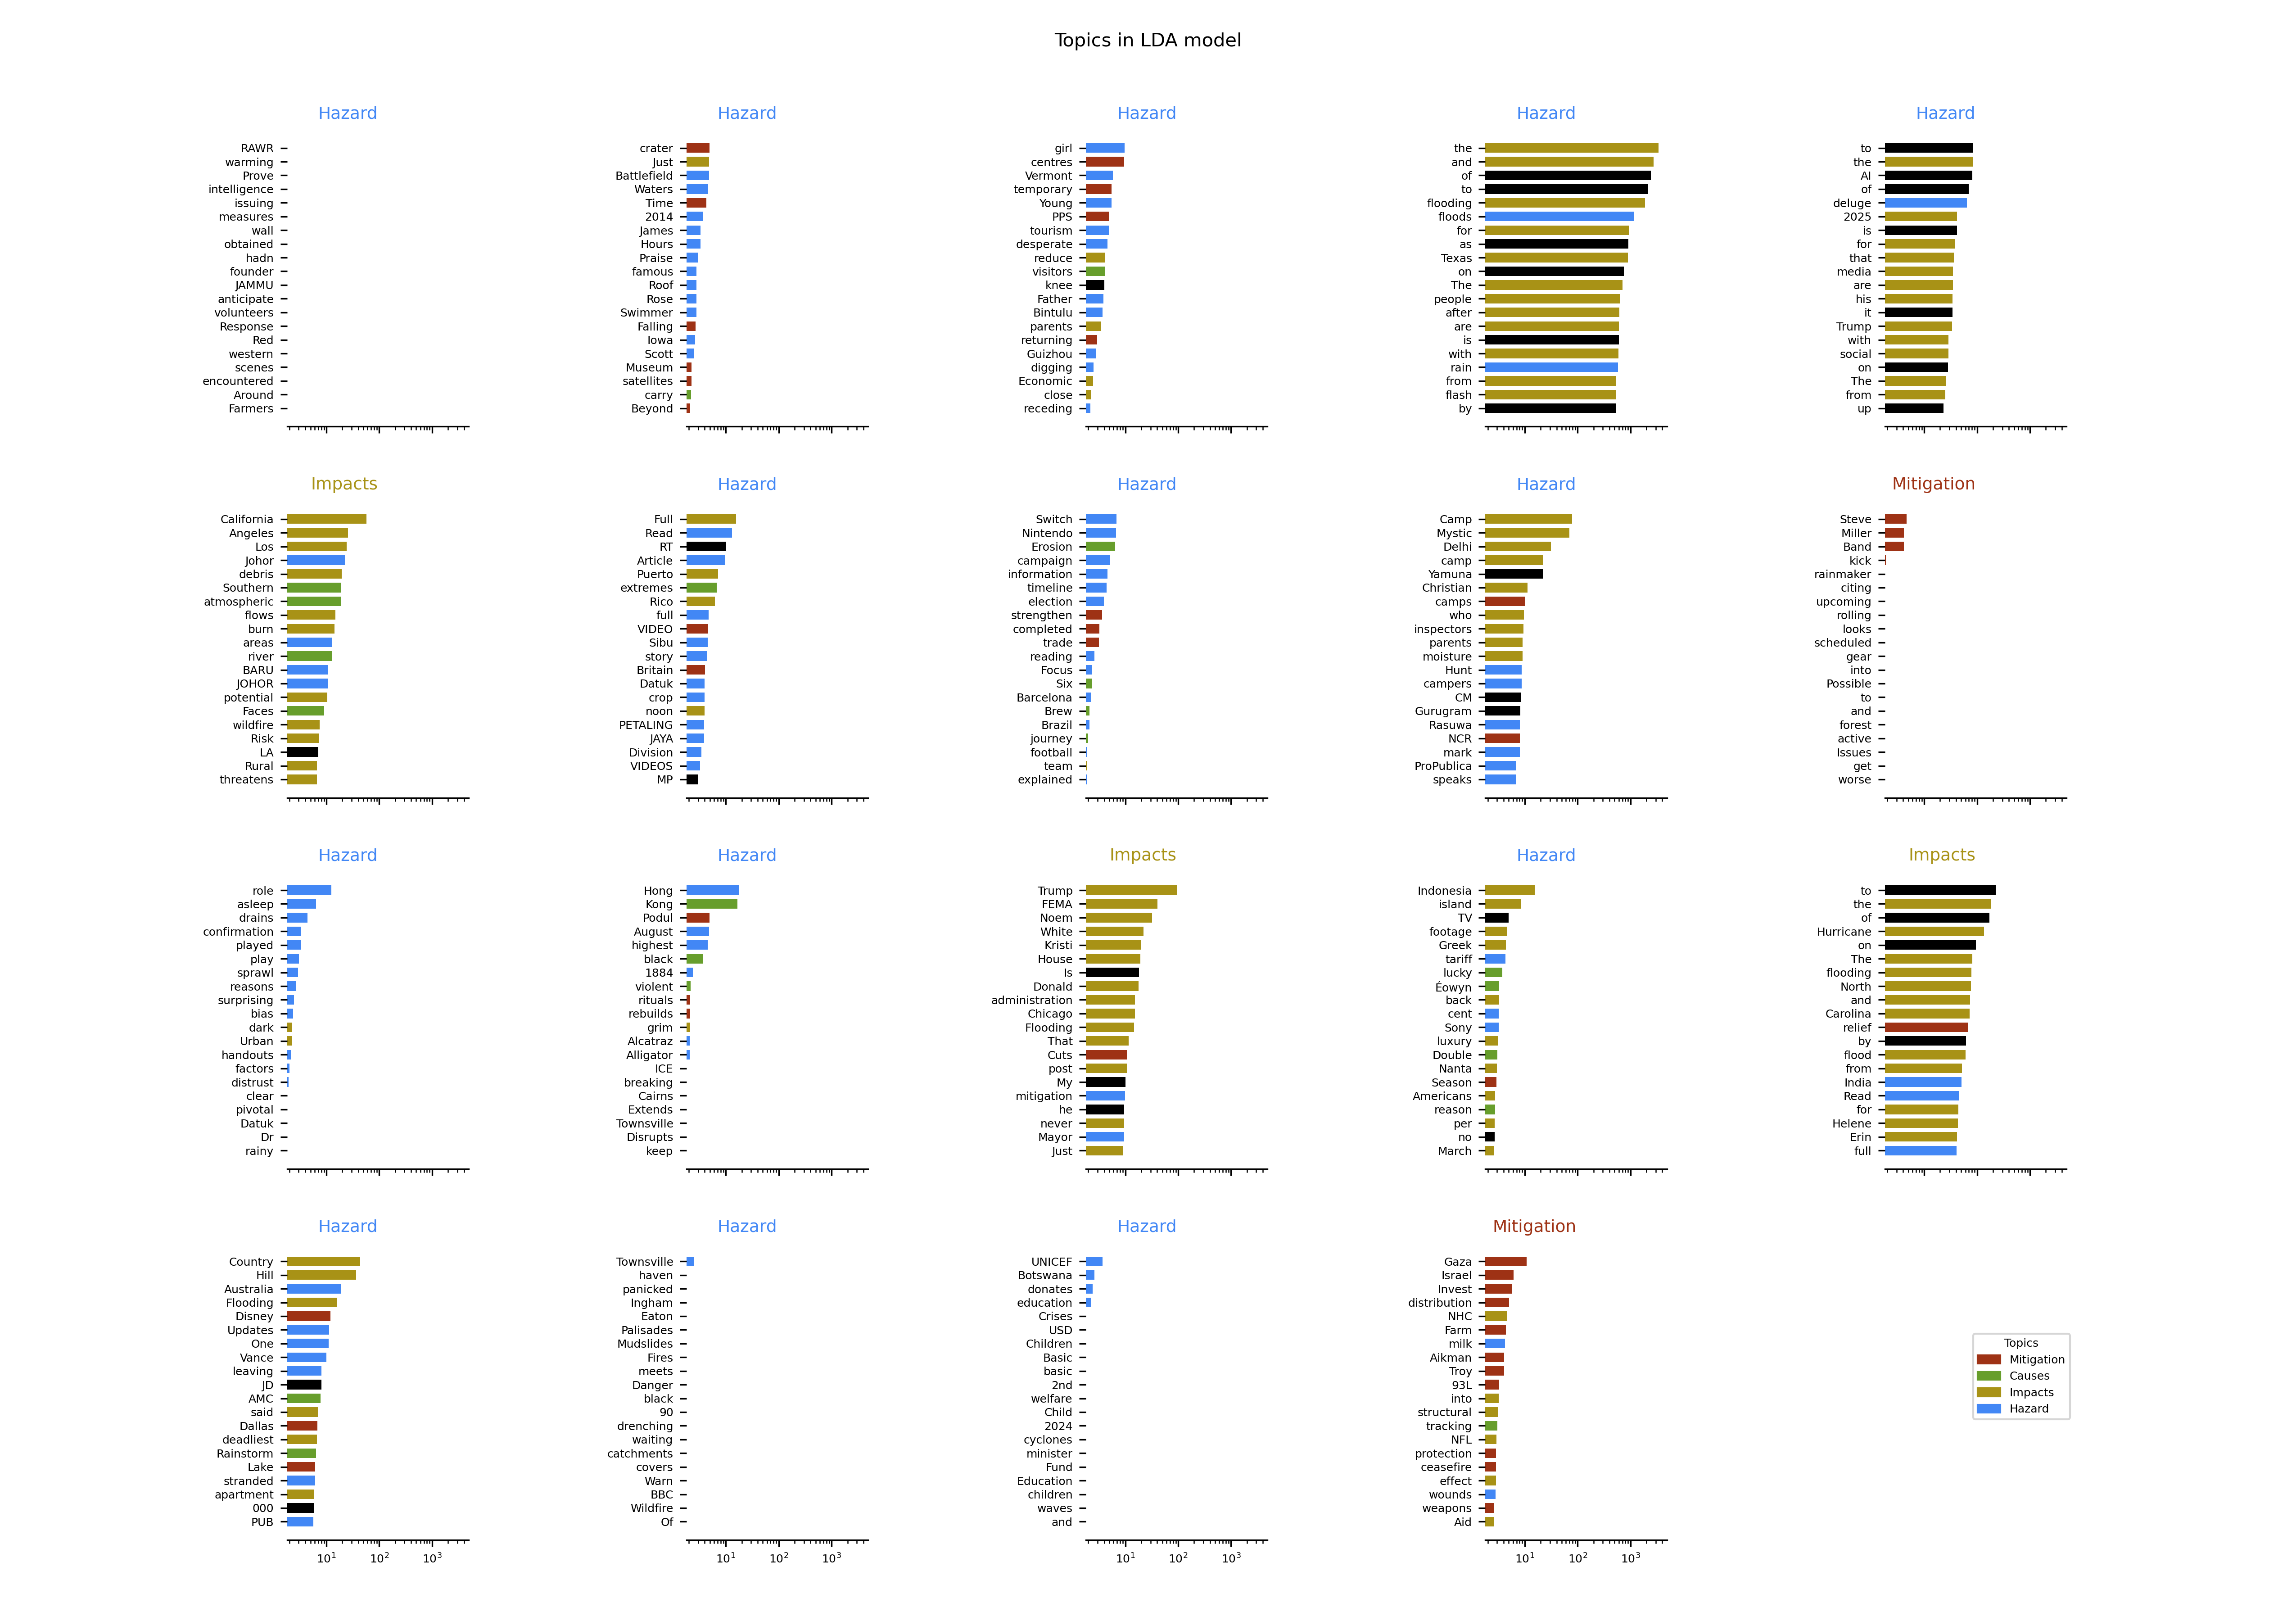 Topics in LDA model
Hazard
RAWR
warming
Prove
intelligence
issuing
measures
wall
obtained
hadn
founder
JAMMU
anticipate
volunteers
Response
Red
western
scenes
encountered
Around
Farmers
Hazard
crater
Just
Battlefield
Waters
Time
2014
James
Hours
Praise
famous
Roof
Rose
Swimmer
Falling
Iowa
Scott
Museum
satellites
carry
Beyond
Hazard
girl
centres
Vermont
temporary
Young
PPS
tourism
desperate
reduce
visitors
knee
Father
Bintulu
parents
returning
Guizhou
digging
Economic
close
receding
Hazard
the
and
of
to
flooding
floods
for
as
Texas
on
The
people
after
are
is
with
rain
from
flash
by
Hazard
to
the
AI
of
deluge
2025
is
for
that
media
are
his
it
Trump
with
social
on
The
from
up
Impacts
California
Angeles
Los
Johor
debris
Southern
atmospheric
flows
burn
areas
river
BARU
JOHOR
potential
Faces
wildfire
Risk
LA
Rural
threatens
Hazard
Full
Read
RT
Article
Puerto
extremes
Rico
full
VIDEO
Sibu
story
Britain
Datuk
crop
noon
PETALING
JAYA
Division
VIDEOS
MP
Hazard
Switch
Nintendo
Erosion
campaign
information
timeline
election
strengthen
completed
trade
reading
Focus
Six
Barcelona
Brew
Brazil
journey
football
team
explained
Hazard
Camp
Mystic
Delhi
camp
Yamuna
Christian
camps
who
inspectors
parents
moisture
Hunt
campers
CM
Gurugram
Rasuwa
NCR
mark
ProPublica
speaks
Mitigation
Steve
Miller
Band
kick
rainmaker
citing
upcoming
rolling
looks
scheduled
gear
into
Possible
to
and
forest
active
Issues
get
worse
Hazard
role
asleep
drains
confirmation
played
play
sprawl
reasons
surprising
bias
dark
Urban
handouts
factors
distrust
clear
pivotal
Datuk
Dr
rainy
Hazard
Hong
Kong
Podul
August
highest
black
1884
violent
rituals
rebuilds
grim
Alcatraz
Alligator
ICE
breaking
Cairns
Extends
Townsville
Disrupts
keep
Impacts
Trump
FEMA
Noem
White
Kristi
House
Is
Donald
administration
Chicago
Flooding
That
Cuts
post
My
mitigation
he
never
Mayor
Just
Hazard
Indonesia
island
TV
footage
Greek
tariff
lucky
Éowyn
back
cent
Sony
luxury
Double
Nanta
Season
Americans
reason
per
no
March
Impacts
to
the
of
Hurricane
on
The
flooding
North
and
Carolina
relief
by
flood
from
India
Read
for
Helene
Erin
full
Hazard
Country
Hill
Australia
Flooding
Disney
Updates
One
Vance
leaving
JD
AMC
said
Dallas
deadliest
Rainstorm
Lake
stranded
apartment
000
PUB
10¹ 10² 10³
Hazard
Townsville
haven
panicked
Ingham
Eaton
Palisades
Mudslides
Fires
meets
Danger
black
90
drenching
waiting
catchments
covers
Warn
BBC
Wildfire
Of
10¹ 10² 10³
Hazard
UNICEF
Botswana
donates
education
Crises
USD
Children
Basic
basic
2nd
welfare
Child
2024
cyclones
minister
Fund
Education
children
waves
and
10¹ 10² 10³
Mitigation
Gaza
Israel
Invest
distribution
NHC
Farm
milk
Aikman
Troy
93L
into
structural
tracking
NFL
protection
ceasefire
effect
wounds
weapons
Aid
10¹ 10² 10³
Topics
Mitigation
Causes
Impacts
Hazard